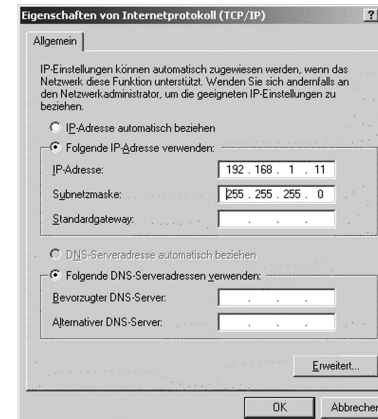 Eigenschaften von Internetprotokoll (TCP/IP)
?
Allgemein
IP-Einstellungen können automatisch zugewiesen werden, wenn das
Netzwerk diese Funktion unterstützt. Wenden Sie sich andernfalls an
den Netzwerkadministrator, um die geeigneten IP-Einstellungen zu
beziehen.
IP-Adresse automatisch beziehen
Folgende IP-Adresse verwenden:
IP-Adresse: 192 . 168 . 1 . 11
Subnetzmaske: 255 . 255 . 255 . 0
Standardgateway: . . .
DNS-Serveradresse automatisch beziehen
Folgende DNS-Serveradressen verwenden:
Bevorzugter DNS-Server: . . .
Alternativer DNS-Server: . . .
Erweitert...
OK Abbrechen